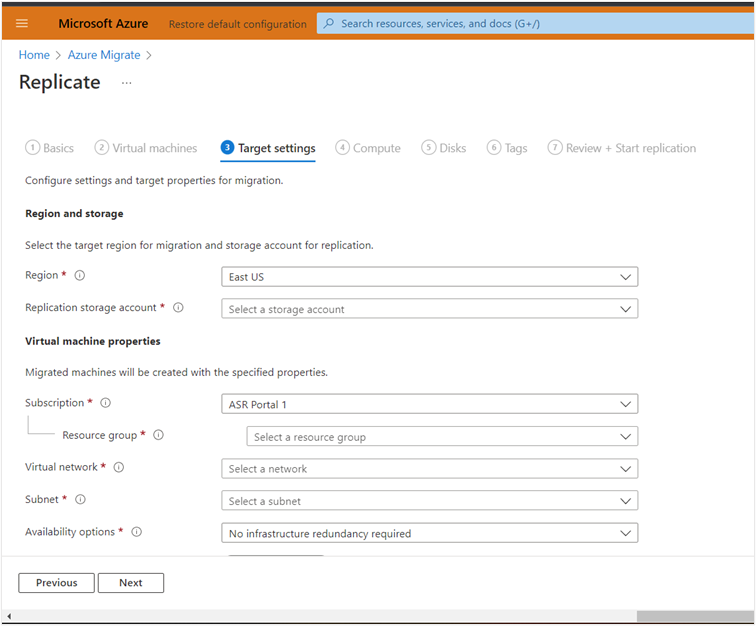 Microsoft Azure Restore default configuration Search resources, services, and docs (G+/)
Home > Azure Migrate >
Replicate ...
1 Basics 2 Virtual machines 3 Target settings 4 Compute 5 Disks 6 Tags 7 Review + Start replication
Configure settings and target properties for migration.
Region and storage
Select the target region for migration and storage account for replication.
Region * East US
Replication storage account * Select a storage account
Virtual machine properties
Migrated machines will be created with the specified properties.
Subscription * ASR Portal 1
Resource group * Select a resource group
Virtual network * Select a network
Subnet * Select a subnet
Availability options * No infrastructure redundancy required
Previous Next